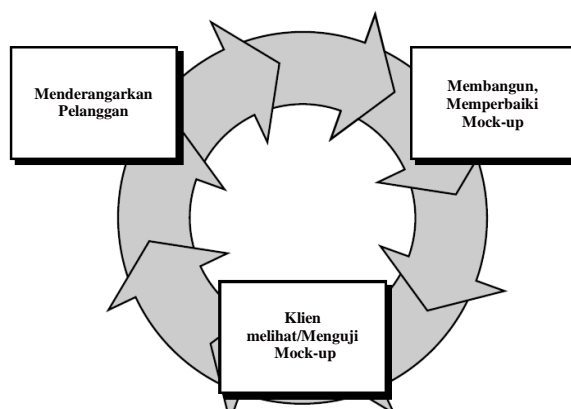 Menderangarkan
Pelanggan
Membangun,
Memperbaiki
Mock-up
Klien
melihat/Menguji
Mock-up